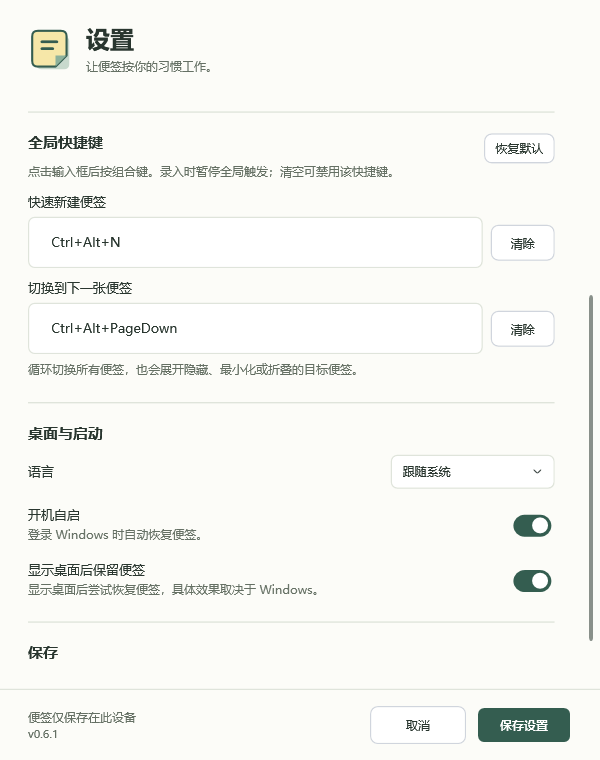 设置
让便签按你的习惯工作。
全局快捷键
恢复默认
点击输入框后按组合键。录入时暂停全局触发；清空可禁用该快捷键。
快速新建便签
Ctrl+Alt+N
清除
切换到下一张便签
Ctrl+Alt+PageDown
清除
循环切换所有便签，也会展开隐藏、最小化或折叠的目标便签。
桌面与启动
语言
跟随系统
开机自启
登录 Windows 时自动恢复便签。
显示桌面后保留便签
显示桌面后尝试恢复便签，具体效果取决于 Windows。
保存
便签仅保存在此设备
v0.6.1
取消
保存设置